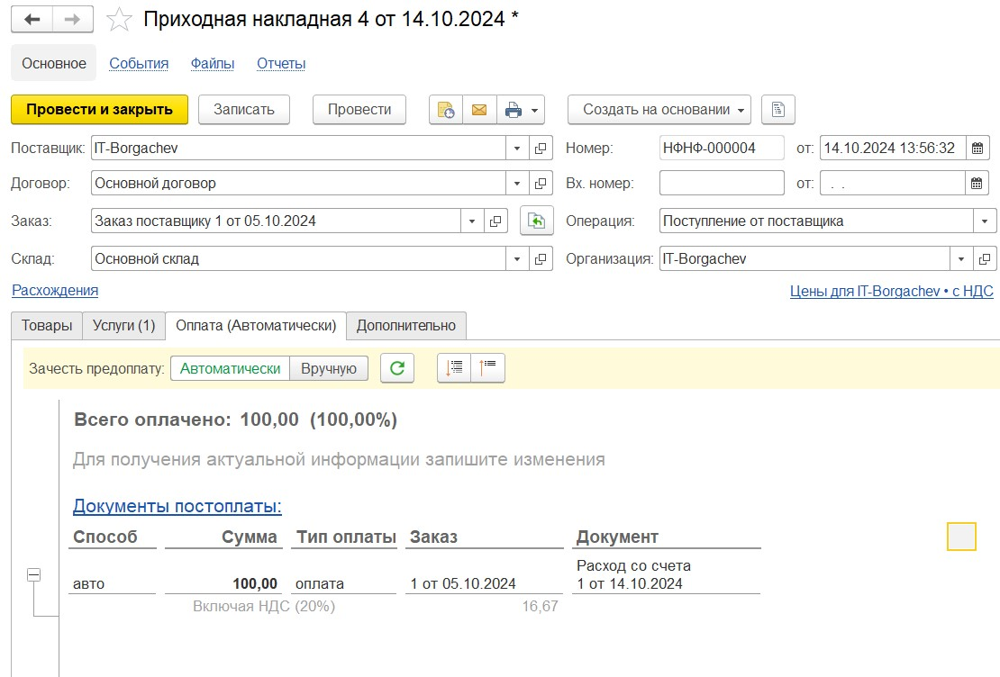 Приходная накладная 4 от 14.10.2024 *
Основное События Файлы Отчеты
Провести и закрыть Записать Провести Создать на основании
Поставщик: IT-Borgachev Номер: НФНФ-000004 от: 14.10.2024 13:56:32
Договор: Основной договор Вх. номер: от: . .
Заказ: Заказ поставщику 1 от 05.10.2024 Операция: Поступление от поставщика
Склад: Основной склад Организация: IT-Borgachev
Расхождения Цены для IT-Borgachev • с НДС
Товары Услуги (1) Оплата (Автоматически) Дополнительно
Зачесть предоплату: Автоматически Вручную
Всего оплачено: 100,00 (100,00%)
Для получения актуальной информации запишите изменения
Документы постоплаты:
Способ Сумма Тип оплаты Заказ Документ
Расход со счета
авто 100,00 оплата 1 от 05.10.2024 1 от 14.10.2024
Включая НДС (20%) 16,67